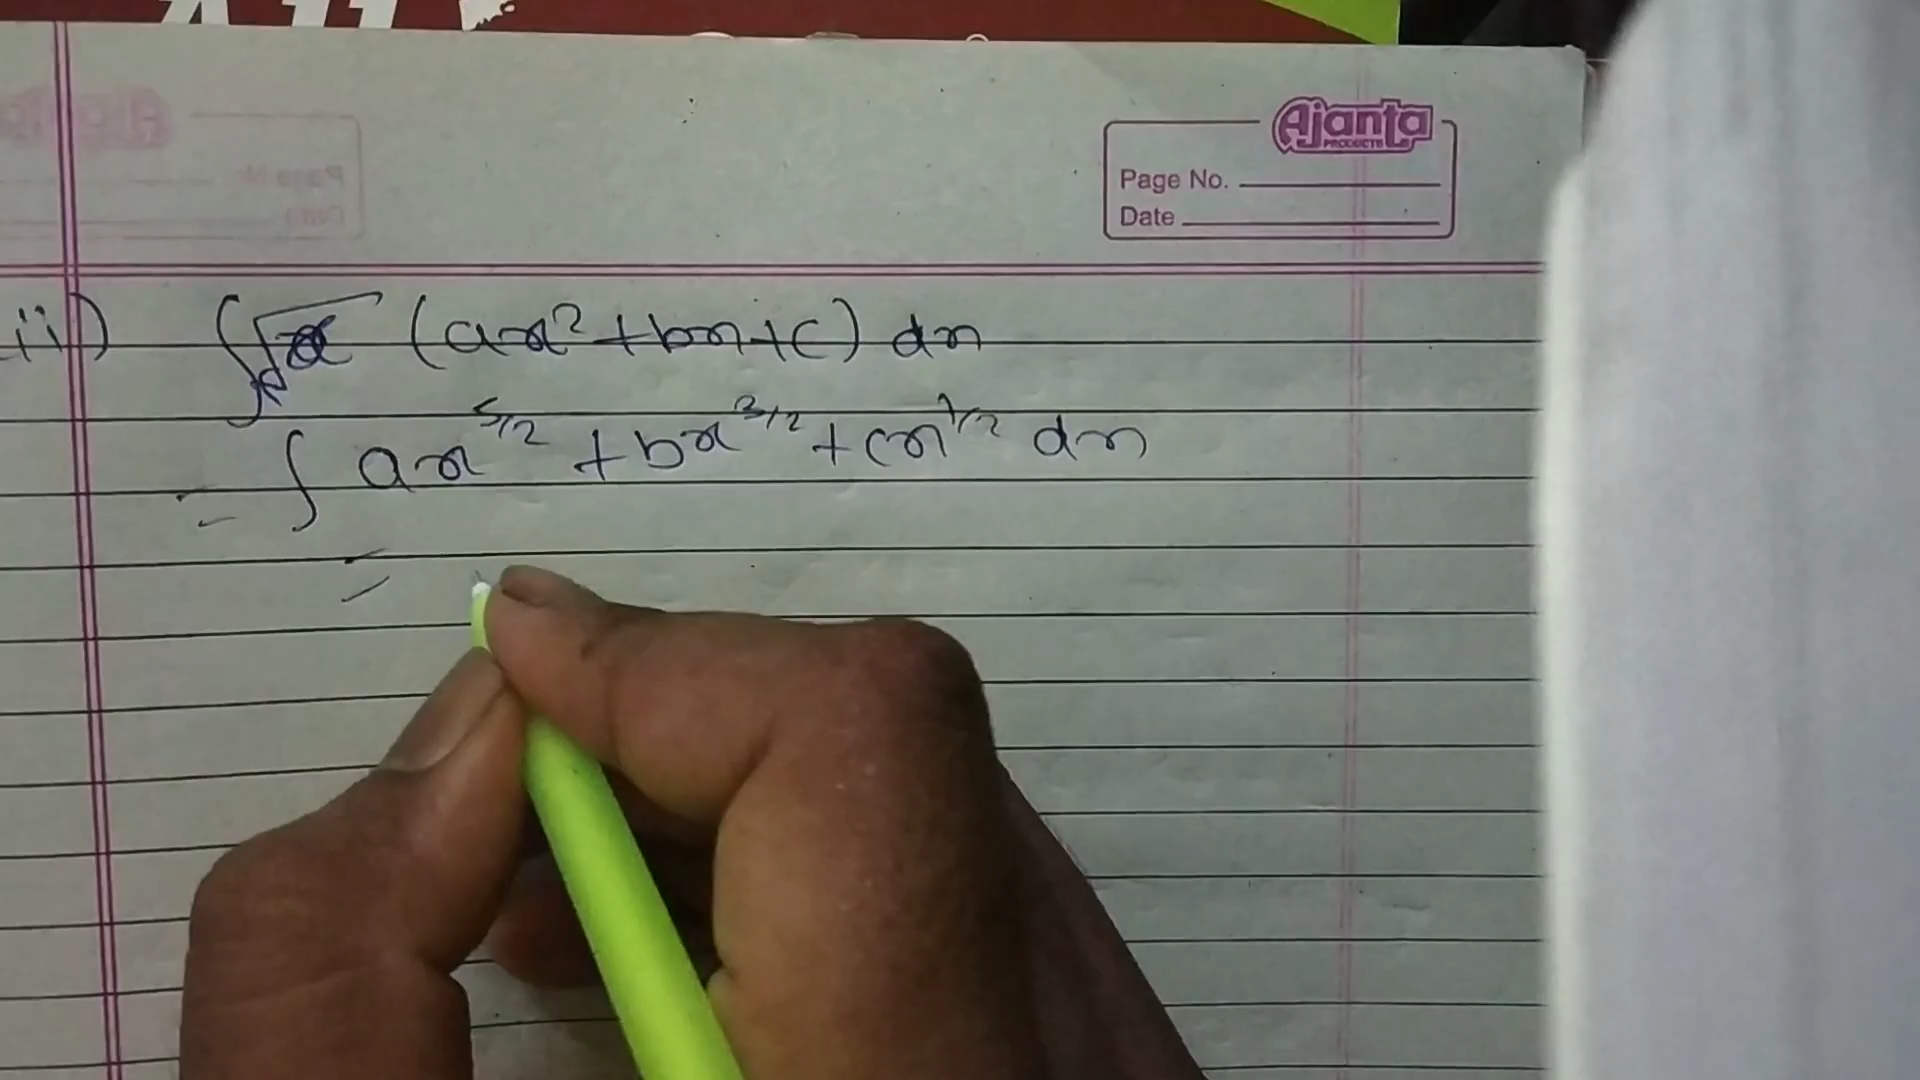 Ajanta
PRODUCTS
Page No.
Date
ii) ∫√x (ax² + bx + c) dx
= ∫ ax^5/2 + bx^3/2 + cx^1/2 dx
=